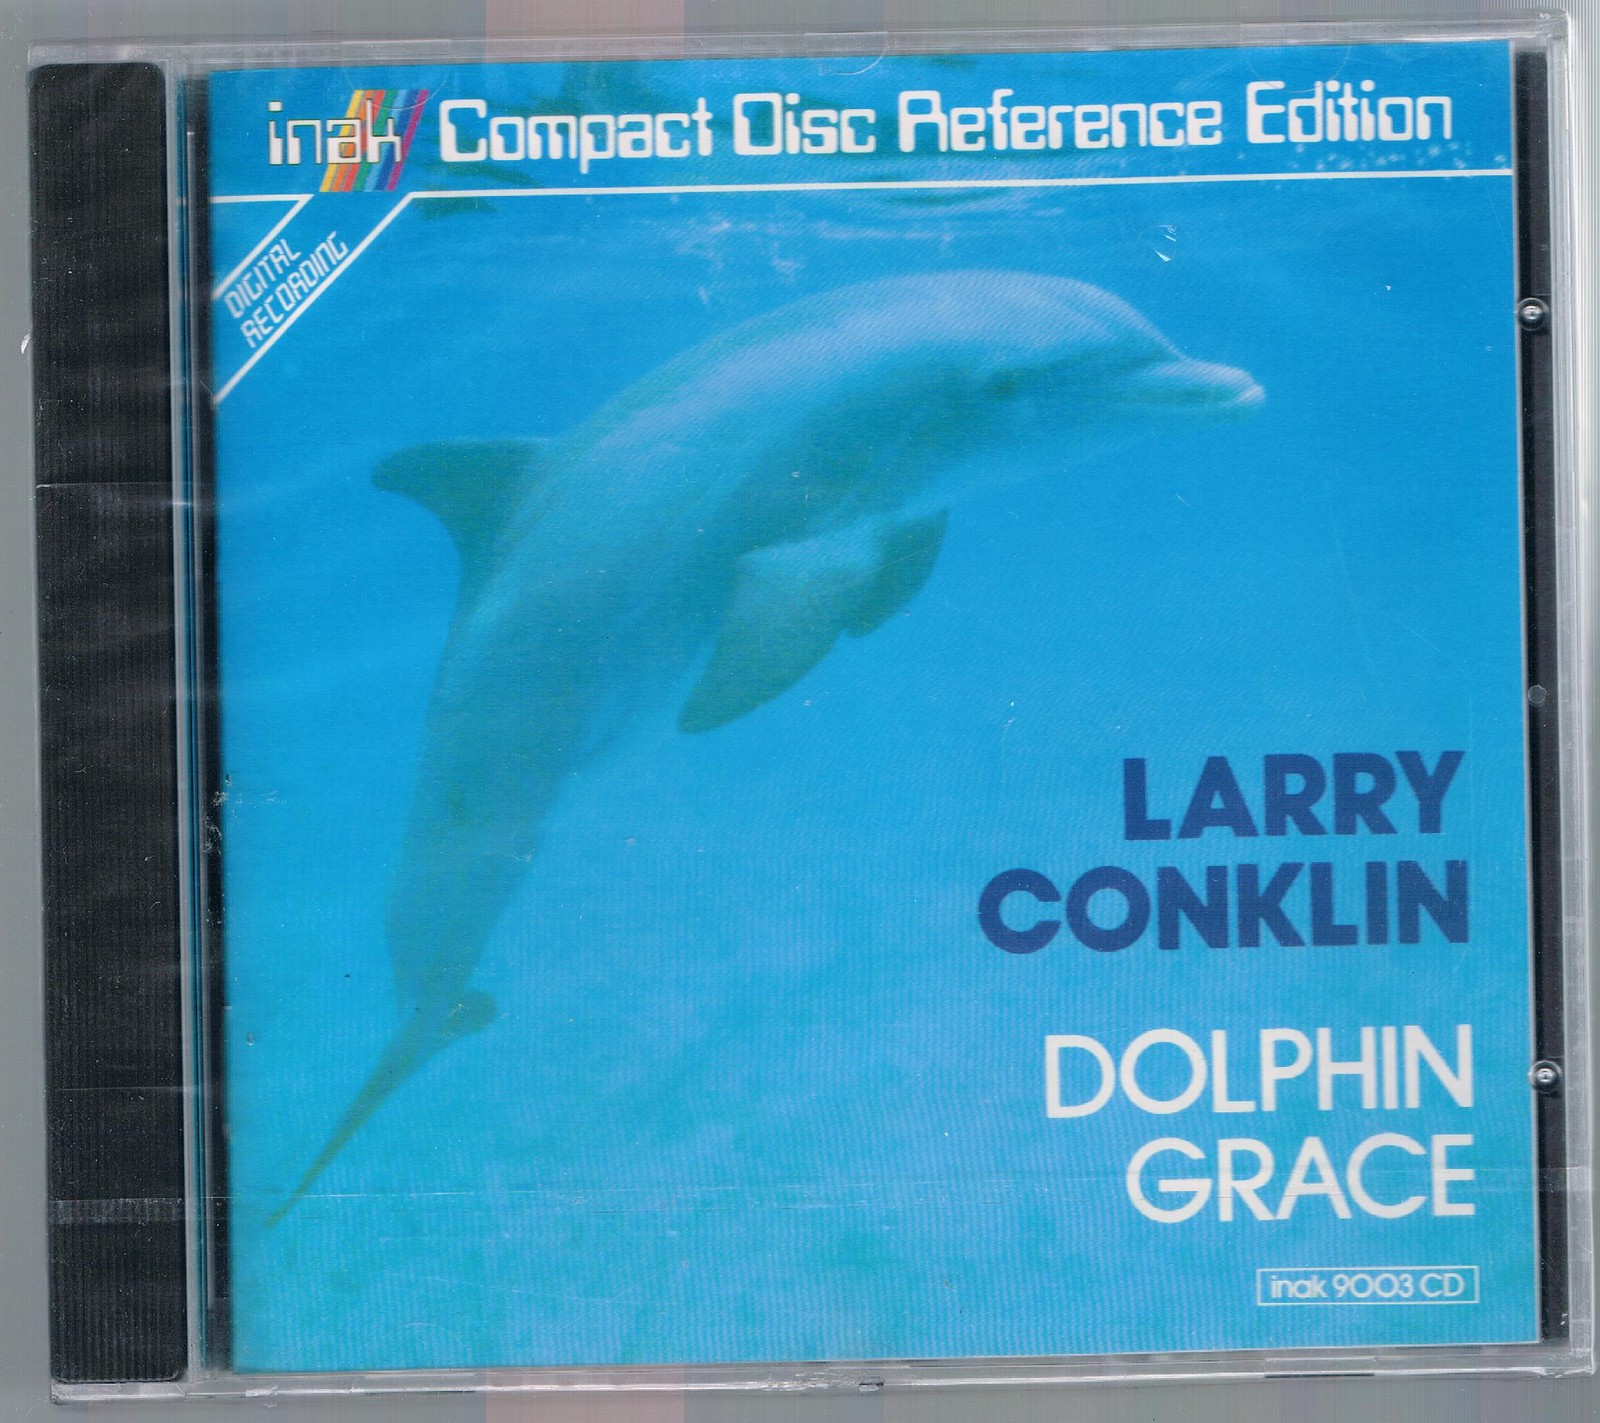 inak Compact Disc Reference Edition
DIGITAL
RECORDING
LARRY
CONKLIN
DOLPHIN
GRACE
inak 9003 CD